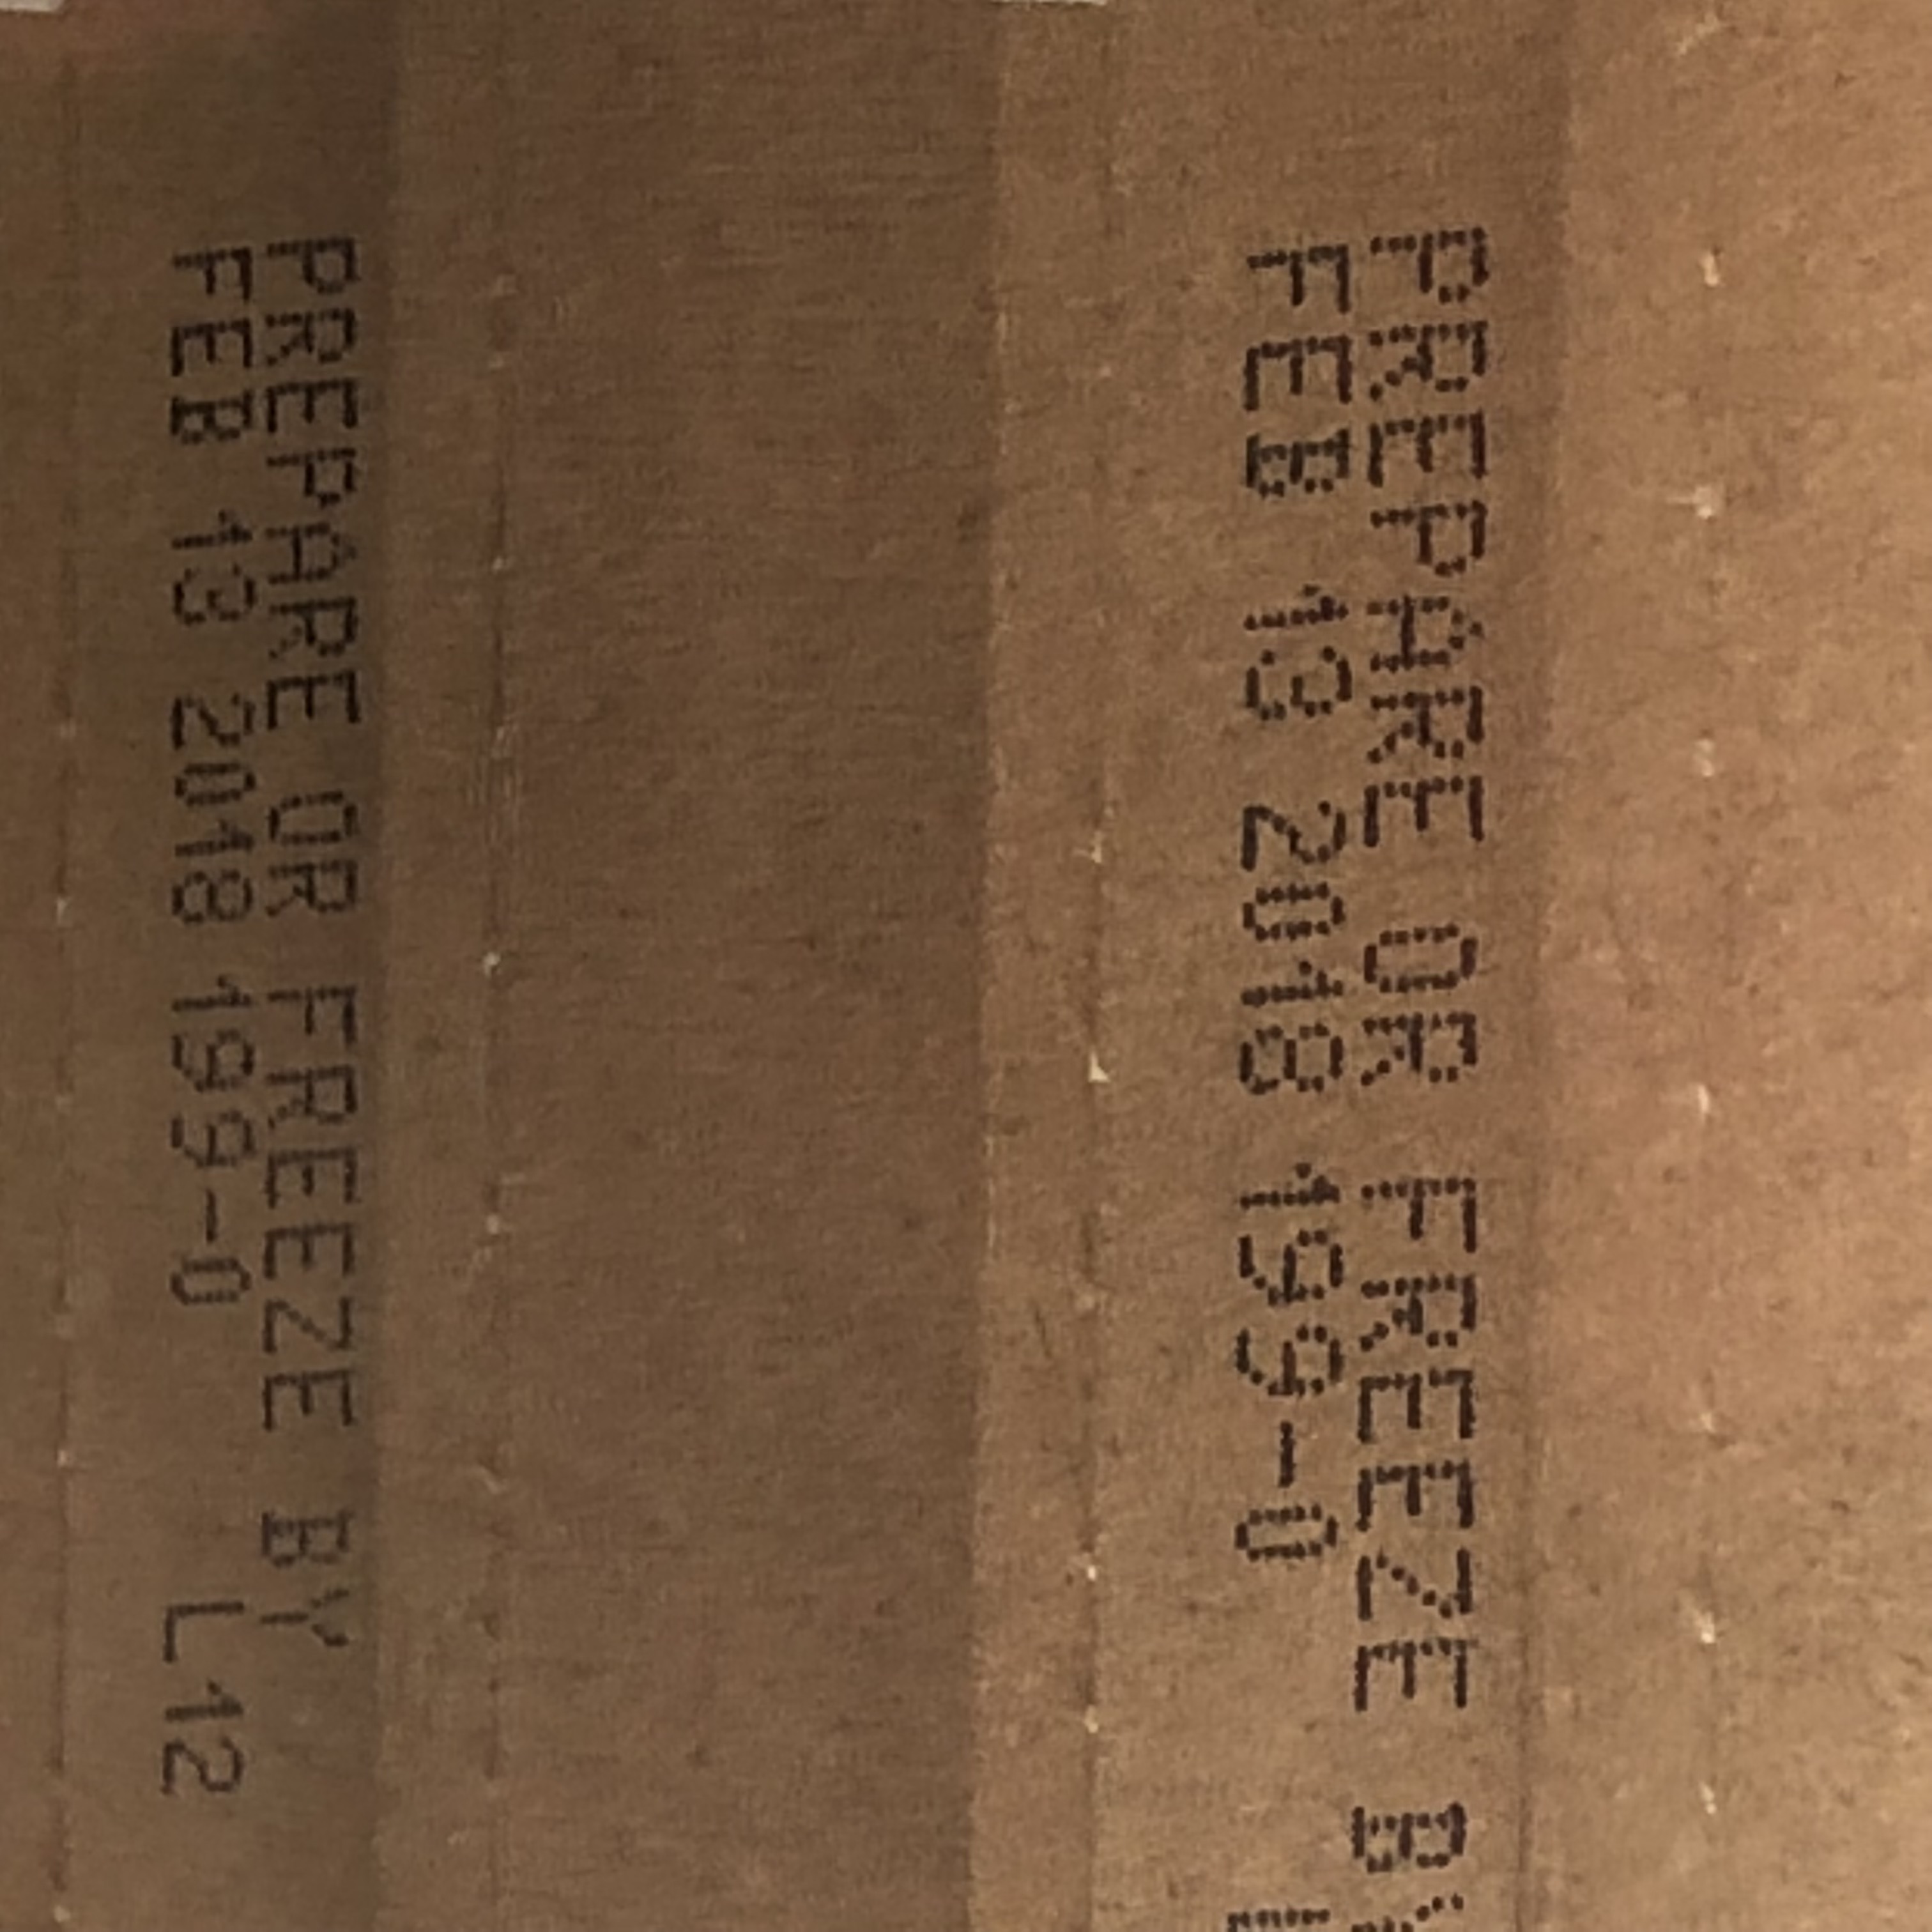 PREPARE OR FREEZE BY
FEB 13 2018 199-0 L12
PREPARE OR FREEZE
FEB 13 2018 199-0